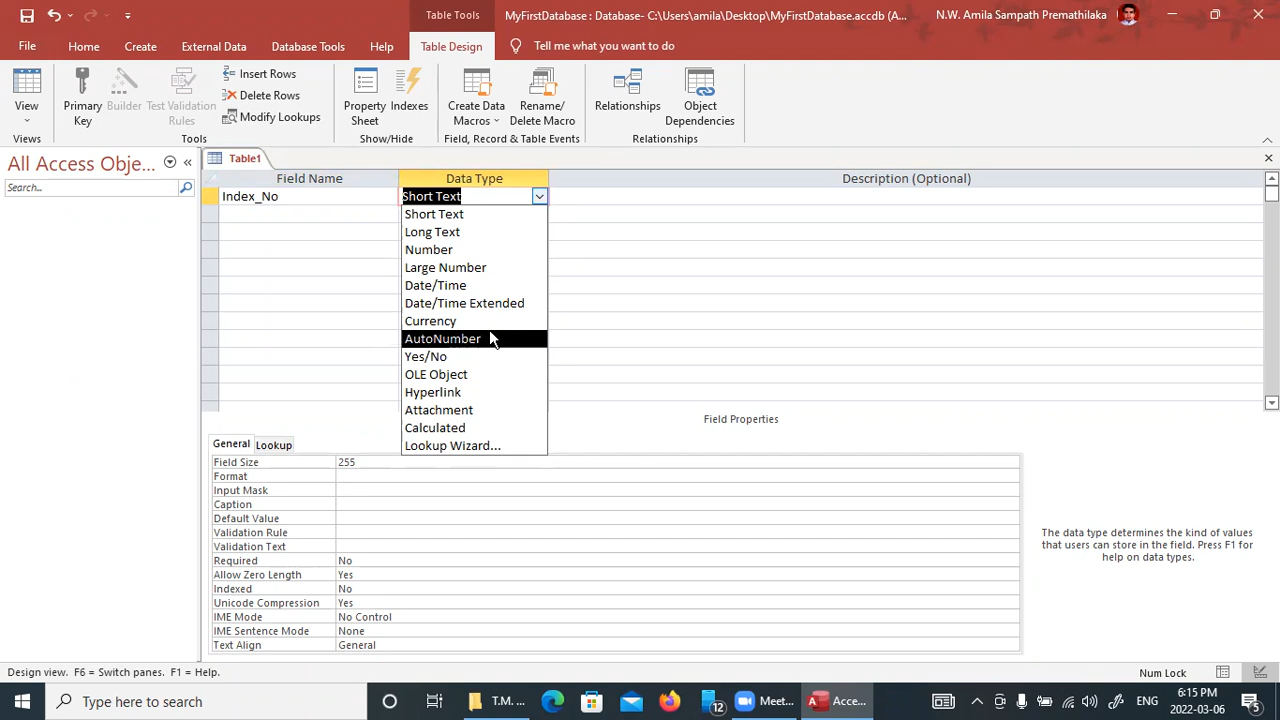 Table Tools
MyFirstDatabase : Database- C:\Users\amila\Desktop\MyFirstDatabase.accdb (A...
N.W. Amila Sampath Premathilaka
File
Home
Create
External Data
Database Tools
Help
Table Design
Tell me what you want to do
View
Primary Key
Builder
Test Validation Rules
Insert Rows
Delete Rows
Modify Lookups
Property Sheet
Indexes
Create Data Macros
Rename/ Delete Macro
Relationships
Object Dependencies
Views
Tools
Show/Hide
Field, Record & Table Events
Relationships
All Access Obje...
Search...
Table1
Field Name
Data Type
Description (Optional)
Index_No
Short Text
Short Text
Long Text
Number
Large Number
Date/Time
Date/Time Extended
Currency
AutoNumber
Yes/No
OLE Object
Hyperlink
Attachment
Calculated
Lookup Wizard...
Field Properties
General
Lookup
Field Size 255
Format
Input Mask
Caption
Default Value
Validation Rule
Validation Text
Required No
Allow Zero Length Yes
Indexed No
Unicode Compression Yes
IME Mode No Control
IME Sentence Mode None
Text Align General
The data type determines the kind of values
that users can store in the field. Press F1 for
help on data types.
Design view. F6 = Switch panes. F1 = Help.
Num Lock
Type here to search
T.M. ...
12
Meet...
Acce...
ENG
6:15 PM
2022-03-06
5